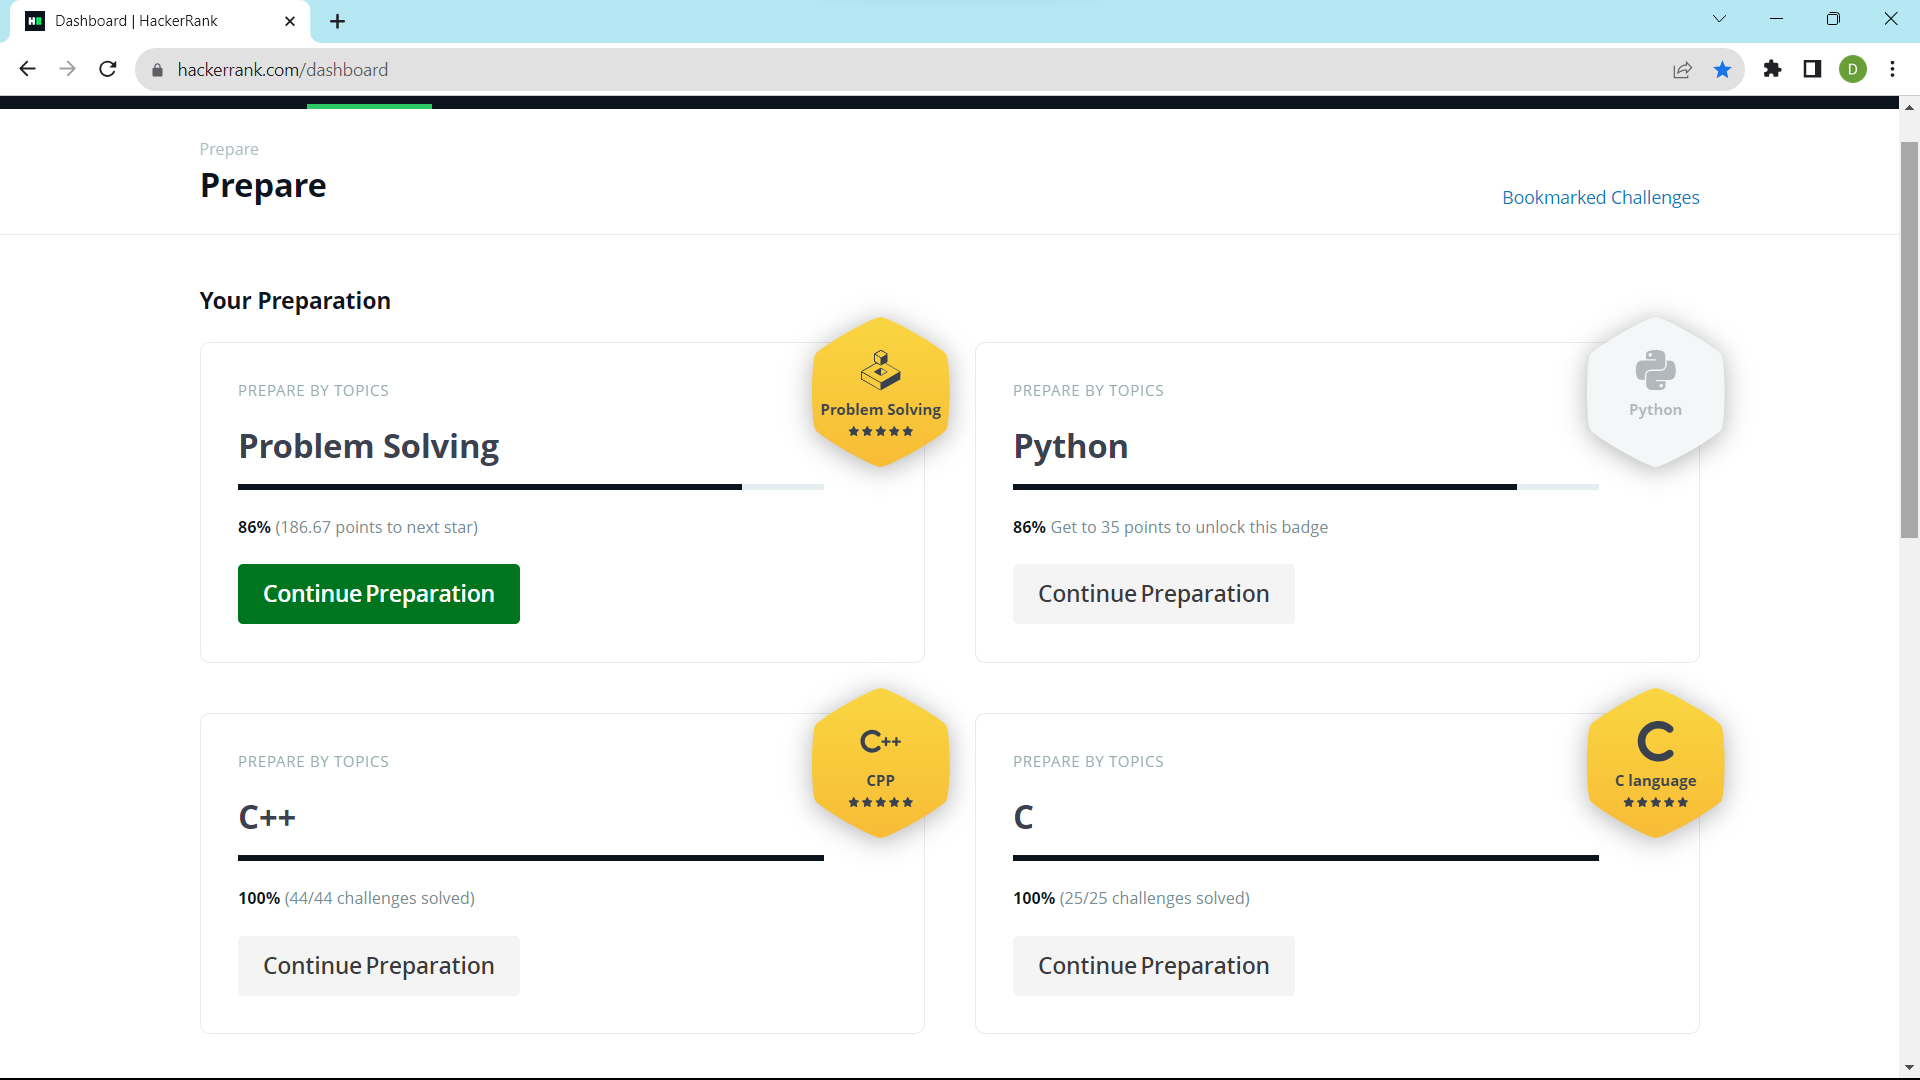 Dashboard | HackerRank
hackerrank.com/dashboard
D
Prepare
Prepare
Bookmarked Challenges
Your Preparation
PREPARE BY TOPICS
Problem Solving
Problem Solving
86% (186.67 points to next star)
Continue Preparation
PREPARE BY TOPICS
Python
Python
86% Get to 35 points to unlock this badge
Continue Preparation
PREPARE BY TOPICS
C++
CPP
C++
100% (44/44 challenges solved)
Continue Preparation
PREPARE BY TOPICS
C
C language
C
100% (25/25 challenges solved)
Continue Preparation